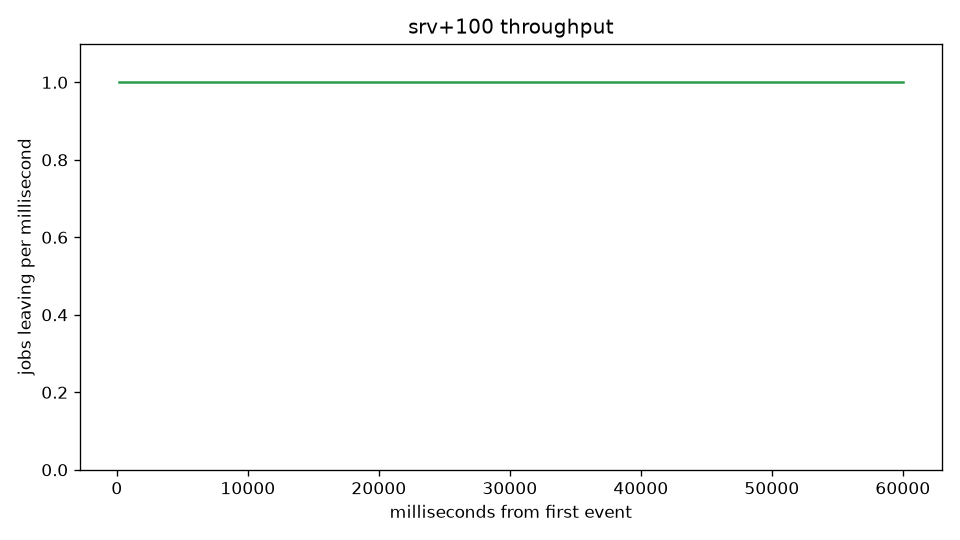 srv+100 throughput
jobs leaving per millisecond
1.0
0.8
0.6
0.4
0.2
0.0
0 10000 20000 30000 40000 50000 60000
milliseconds from first event